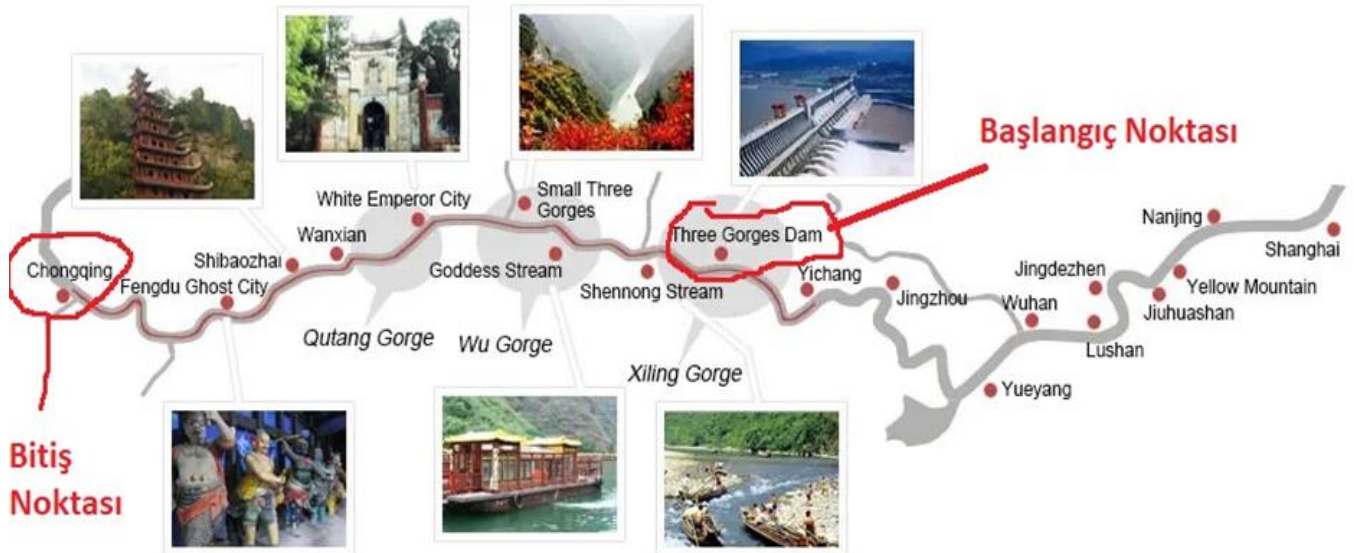 Başlangıç Noktası
White Emperor City
Small Three
Gorges
Nanjing
Three Gorges Dam
Shanghai
Wanxian
Shibaozhai
Chongqing
Fengdu Ghost City
Goddess Stream
Shennong Stream
Yichang
Jingzhou
Jingdezhen
Yellow Mountain
Wuhan
Jiuhuashan
Qutang Gorge
Wu Gorge
Lushan
Xiling Gorge
Yueyang
Bitiş
Noktası